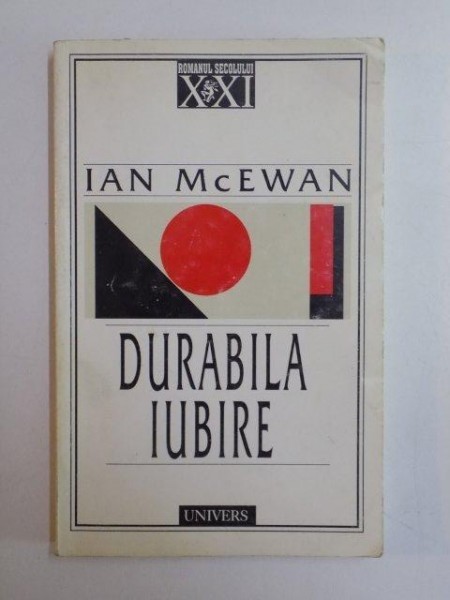 ROMANUL SECOLULUI
XXI
IAN McEWAN
DURABILA
IUBIRE
UNIVERS